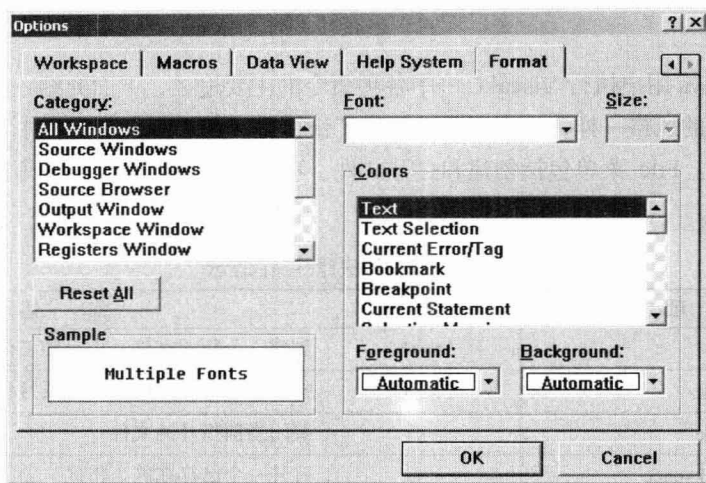 Options
Workspace Macros Data View Help System Format
Category:
All Windows
Source Windows
Debugger Windows
Source Browser
Output Window
Workspace Window
Registers Window
Reset All
Sample
Multiple Fonts
Font:
Size:
Colors
Text
Text Selection
Current Error/Tag
Bookmark
Breakpoint
Current Statement
Foreground:
Automatic
Background:
Automatic
OK
Cancel